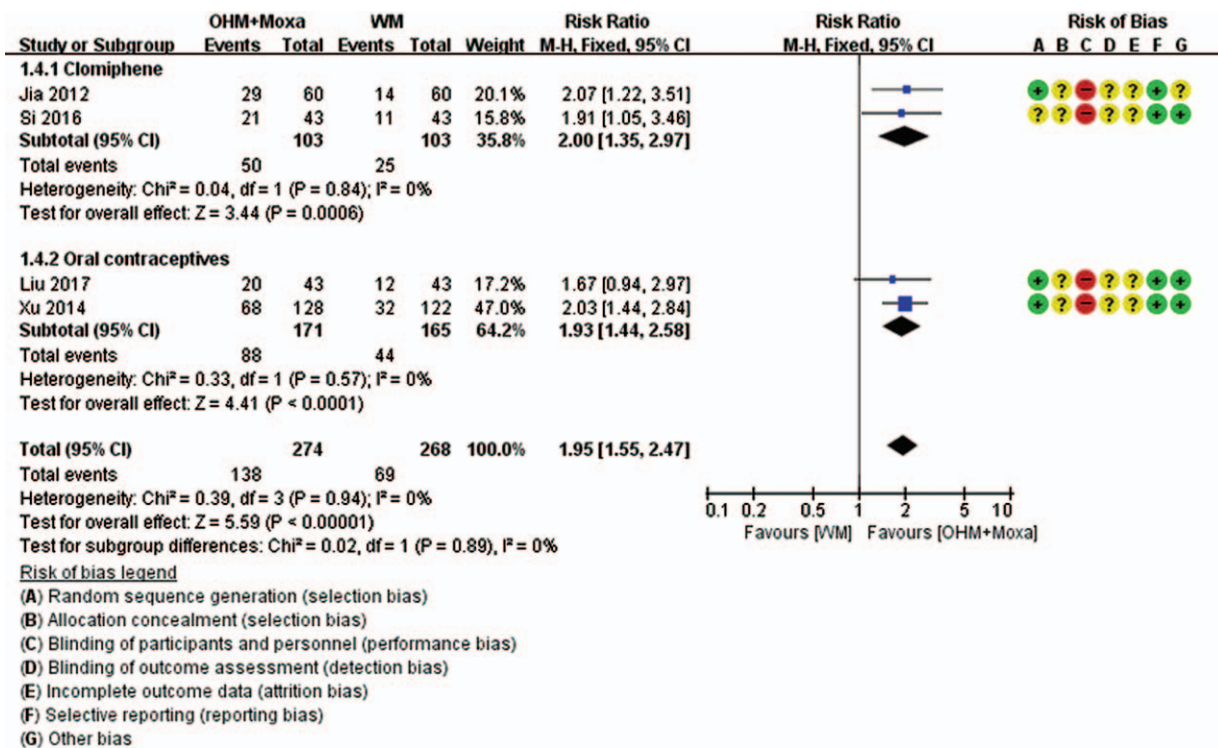 OHM+Moxa WM Risk Ratio Risk Ratio Risk of Bias
Study or Subgroup Events Total Events Total Weight M-H, Fixed, 95% CI M-H, Fixed, 95% CI A B C D E F G
1.4.1 Clomiphene
Jia 2012 29 60 14 60 20.1% 2.07 [1.22, 3.51] + ? − ? ? + ?
Si 2016 21 43 11 43 15.8% 1.91 [1.05, 3.46] ? ? − ? ? + +
Subtotal (95% CI) 103 103 35.8% 2.00 [1.35, 2.97]
Total events 50 25
Heterogeneity: Chi² = 0.04, df = 1 (P = 0.84); I² = 0%
Test for overall effect: Z = 3.44 (P = 0.0006)
1.4.2 Oral contraceptives
Liu 2017 20 43 12 43 17.2% 1.67 [0.94, 2.97] + ? − ? ? + +
Xu 2014 68 128 32 122 47.0% 2.03 [1.44, 2.84] + ? − ? ? + +
Subtotal (95% CI) 171 165 64.2% 1.93 [1.44, 2.58]
Total events 88 44
Heterogeneity: Chi² = 0.33, df = 1 (P = 0.57); I² = 0%
Test for overall effect: Z = 4.41 (P < 0.0001)
Total (95% CI) 274 268 100.0% 1.95 [1.55, 2.47]
Total events 138 69
Heterogeneity: Chi² = 0.39, df = 3 (P = 0.94); I² = 0%
Test for overall effect: Z = 5.59 (P < 0.00001)
Test for subgroup differences: Chi² = 0.02, df = 1 (P = 0.89), I² = 0%
0.1 0.2 0.5 1 2 5 10
Favours [WM] Favours [OHM+Moxa]
Risk of bias legend
(A) Random sequence generation (selection bias)
(B) Allocation concealment (selection bias)
(C) Blinding of participants and personnel (performance bias)
(D) Blinding of outcome assessment (detection bias)
(E) Incomplete outcome data (attrition bias)
(F) Selective reporting (reporting bias)
(G) Other bias